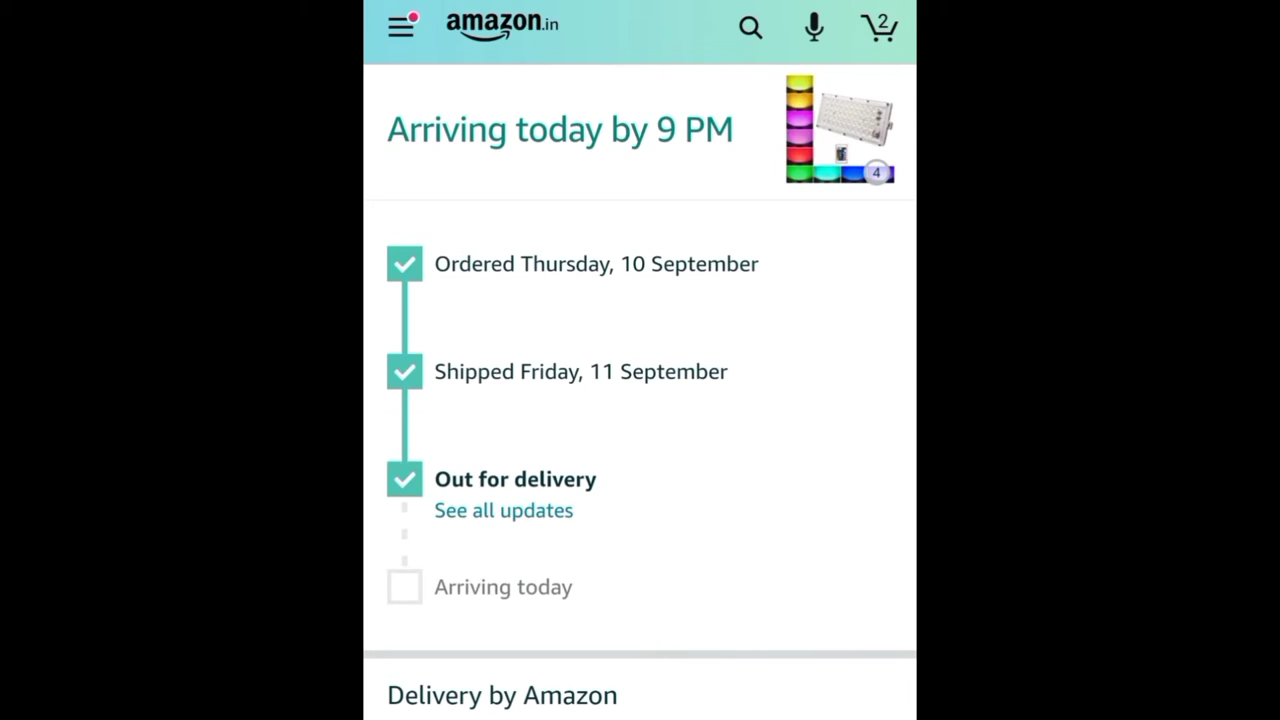 amazon.in
2
Arriving today by 9 PM
4
Ordered Thursday, 10 September
Shipped Friday, 11 September
Out for delivery
See all updates
Arriving today
Delivery by Amazon